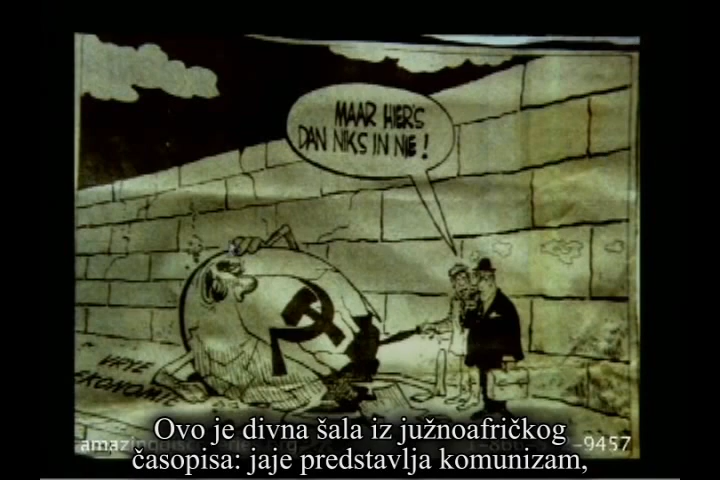 MAAR HIER'S
DAN NIKS IN NIE!
VRYE
EKONOMIE
Ovo je divna šala iz južnoafričkog
-9457
časopisa: jaje predstavlja komunizam,